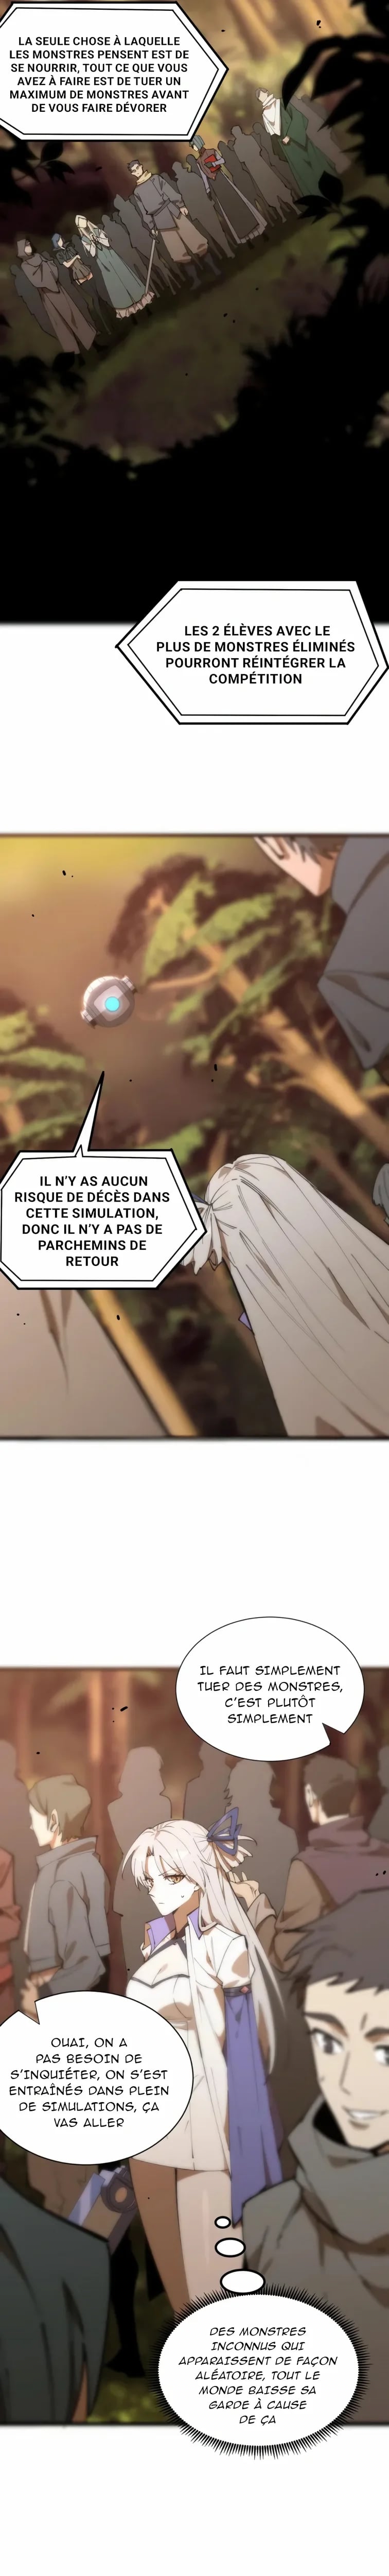 LA SEULE CHOSE À LAQUELLE
LES MONSTRES PENSENT EST DE
SE NOURRIR, TOUT CE QUE VOUS
AVEZ À FAIRE EST DE TUER UN
MAXIMUM DE MONSTRES AVANT
DE VOUS FAIRE DÉVORER
LES 2 ÉLÈVES AVEC LE
PLUS DE MONSTRES ÉLIMINÉS
POURRONT RÉINTÉGRER LA
COMPÉTITION
IL N'Y AS AUCUN
RISQUE DE DÉCÈS DANS
CETTE SIMULATION,
DONC IL N'Y A PAS DE
PARCHEMINS DE
RETOUR
IL FAUT SIMPLEMENT
TUER DES MONSTRES,
C'EST PLUTÔT
SIMPLEMENT
OUAI, ON A
PAS BESOIN DE
S'INQUIÉTER, ON S'EST
ENTRAÎNÉS DANS PLEIN
DE SIMULATIONS, ÇA
VAS ALLER
DES MONSTRES
INCONNUS QUI
APPARAISSENT DE FAÇON
ALÉATOIRE, TOUT LE
MONDE BAISSE SA
GARDE À CAUSE
DE ÇA